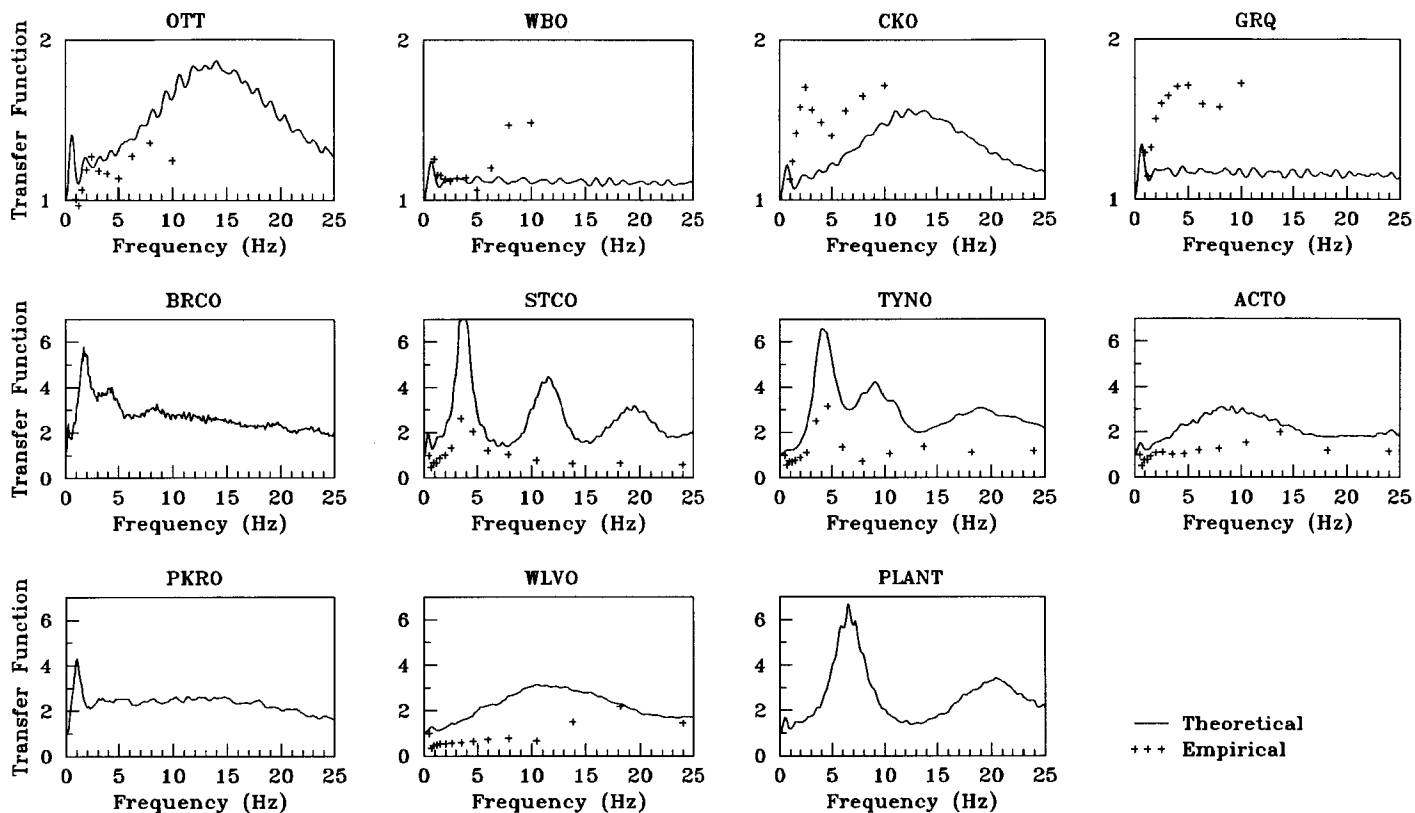 OTT
WBO
CKO
GRQ
Transfer Function
2
1
0 5 10 15 20 25
Frequency (Hz)
2
1
0 5 10 15 20 25
Frequency (Hz)
2
1
0 5 10 15 20 25
Frequency (Hz)
2
1
0 5 10 15 20 25
Frequency (Hz)
BRCO
STCO
TYNO
ACTO
Transfer Function
6
4
2
0
0 5 10 15 20 25
Frequency (Hz)
6
4
2
0
0 5 10 15 20 25
Frequency (Hz)
6
4
2
0
0 5 10 15 20 25
Frequency (Hz)
6
4
2
0
0 5 10 15 20 25
Frequency (Hz)
PKRO
WLVO
PLANT
Transfer Function
6
4
2
0
0 5 10 15 20 25
Frequency (Hz)
6
4
2
0
0 5 10 15 20 25
Frequency (Hz)
6
4
2
0
0 5 10 15 20 25
Frequency (Hz)
Theoretical
+++ Empirical